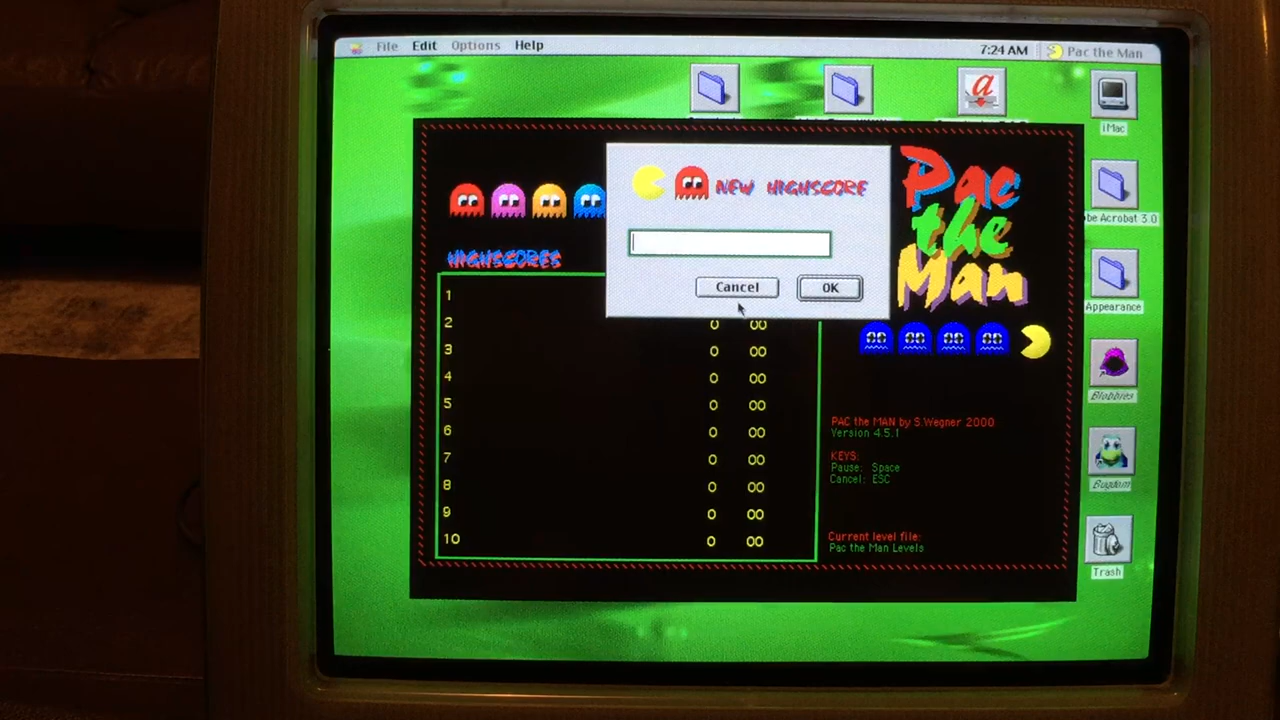 File Edit Options Help
7:24 AM
Pac the Man
iMac
be Acrobat 3.0
Appearance
Blobbies
Bugdom
Trash
NEW HIGHSCORE
Cancel
OK
Pac
the
Man
HIGHSCORES
1
2 0 00
3 0 00
4 0 00
5 0 00
6 0 00
7 0 00
8 0 00
9 0 00
10 0 00
PAC the MAN by S.Wegner 2000
Version 4.5.1
KEYS:
Pause: Space
Cancel: ESC
Current level file:
Pac the Man Levels